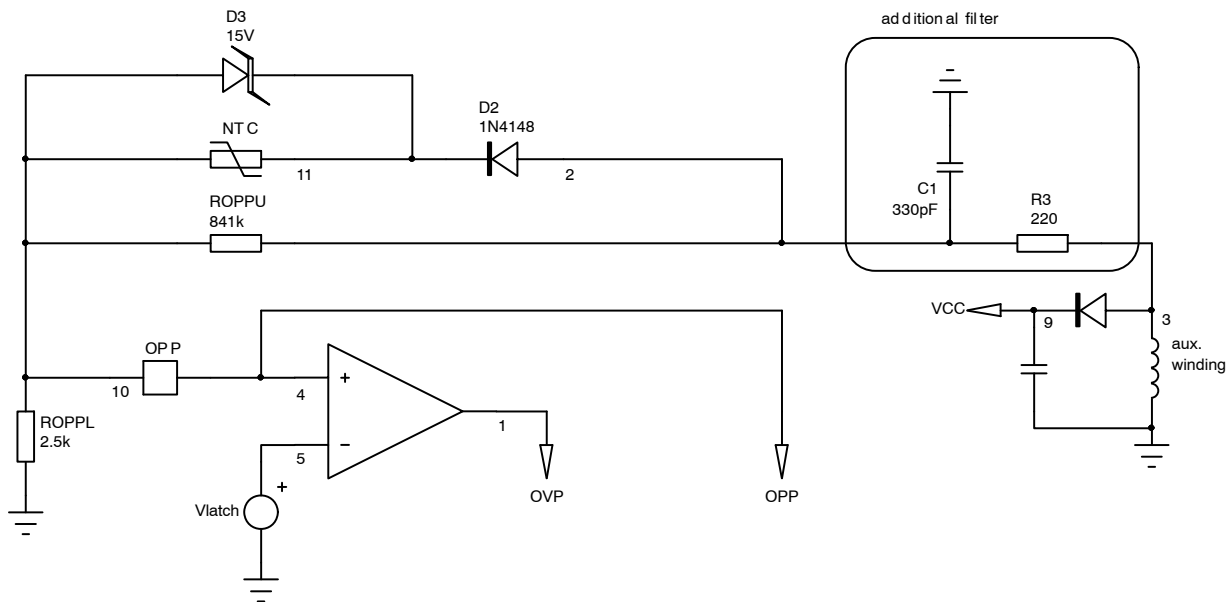 additional filter
D3
15V
D2
1N4148
NTC
11
2
C1
330pF
R3
220
ROPPU
841k
VCC
9
3
aux.
winding
OPP
10
4
+
1
ROPPL
2.5k
5
−
+
Vlatch
OVP
OPP